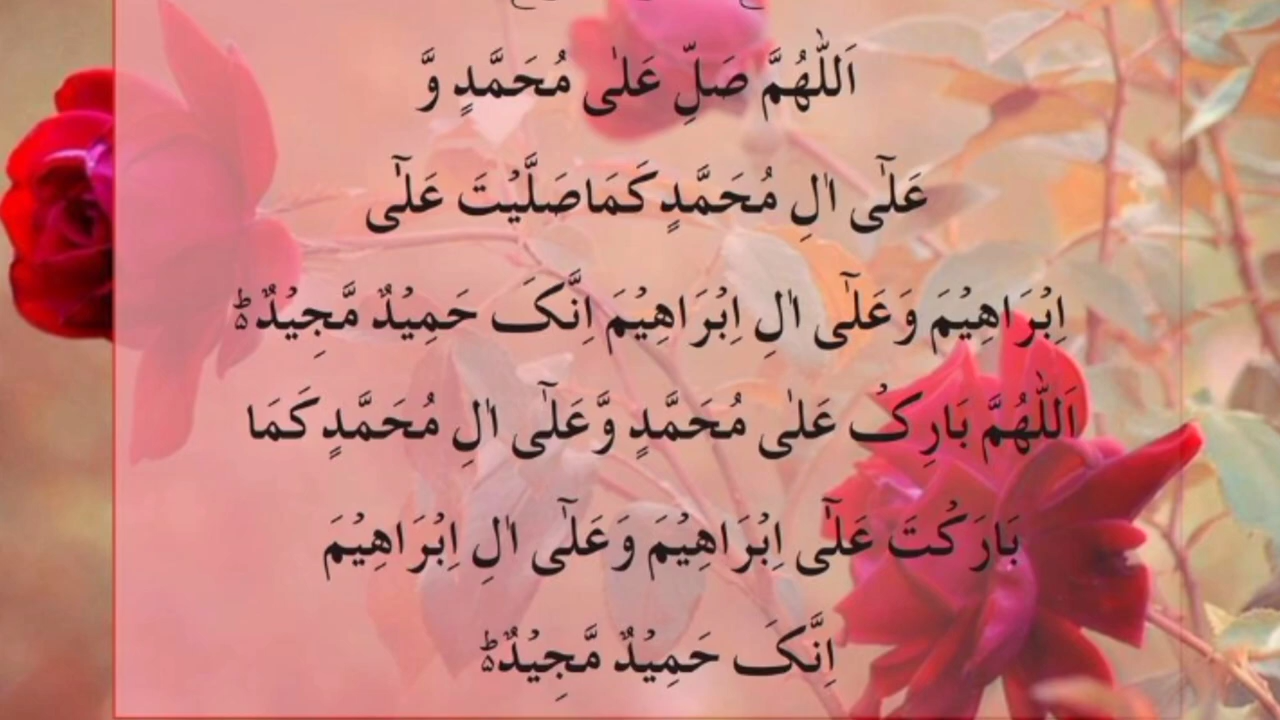 اَللّٰهُمَّ صَلِّ عَلٰی مُحَمَّدٍ وَّ
عَلٰٓی اٰلِ مُحَمَّدٍ کَمَا صَلَّیْتَ عَلٰٓی
اِبْرَاهِیْمَ وَ عَلٰٓی اٰلِ اِبْرَاهِیْمَ اِنَّکَ حَمِیْدٌ مَّجِیْدٌ ؕ
اَللّٰهُمَّ بَارِکْ عَلٰی مُحَمَّدٍ وَّ عَلٰٓی اٰلِ مُحَمَّدٍ کَمَا
بَارَکْتَ عَلٰٓی اِبْرَاهِیْمَ وَ عَلٰٓی اٰلِ اِبْرَاهِیْمَ
اِنَّکَ حَمِیْدٌ مَّجِیْدٌ ؕ